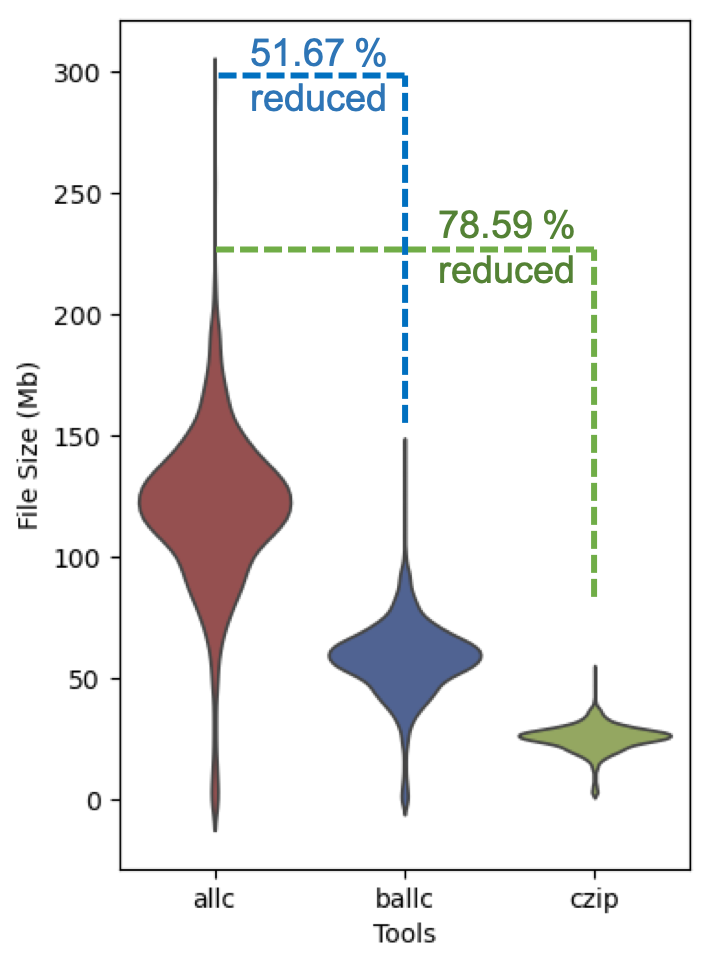 51.67 %
reduced
78.59 %
reduced
File Size (Mb)
300
250
200
150
100
50
0
allc
ballc
czip
Tools